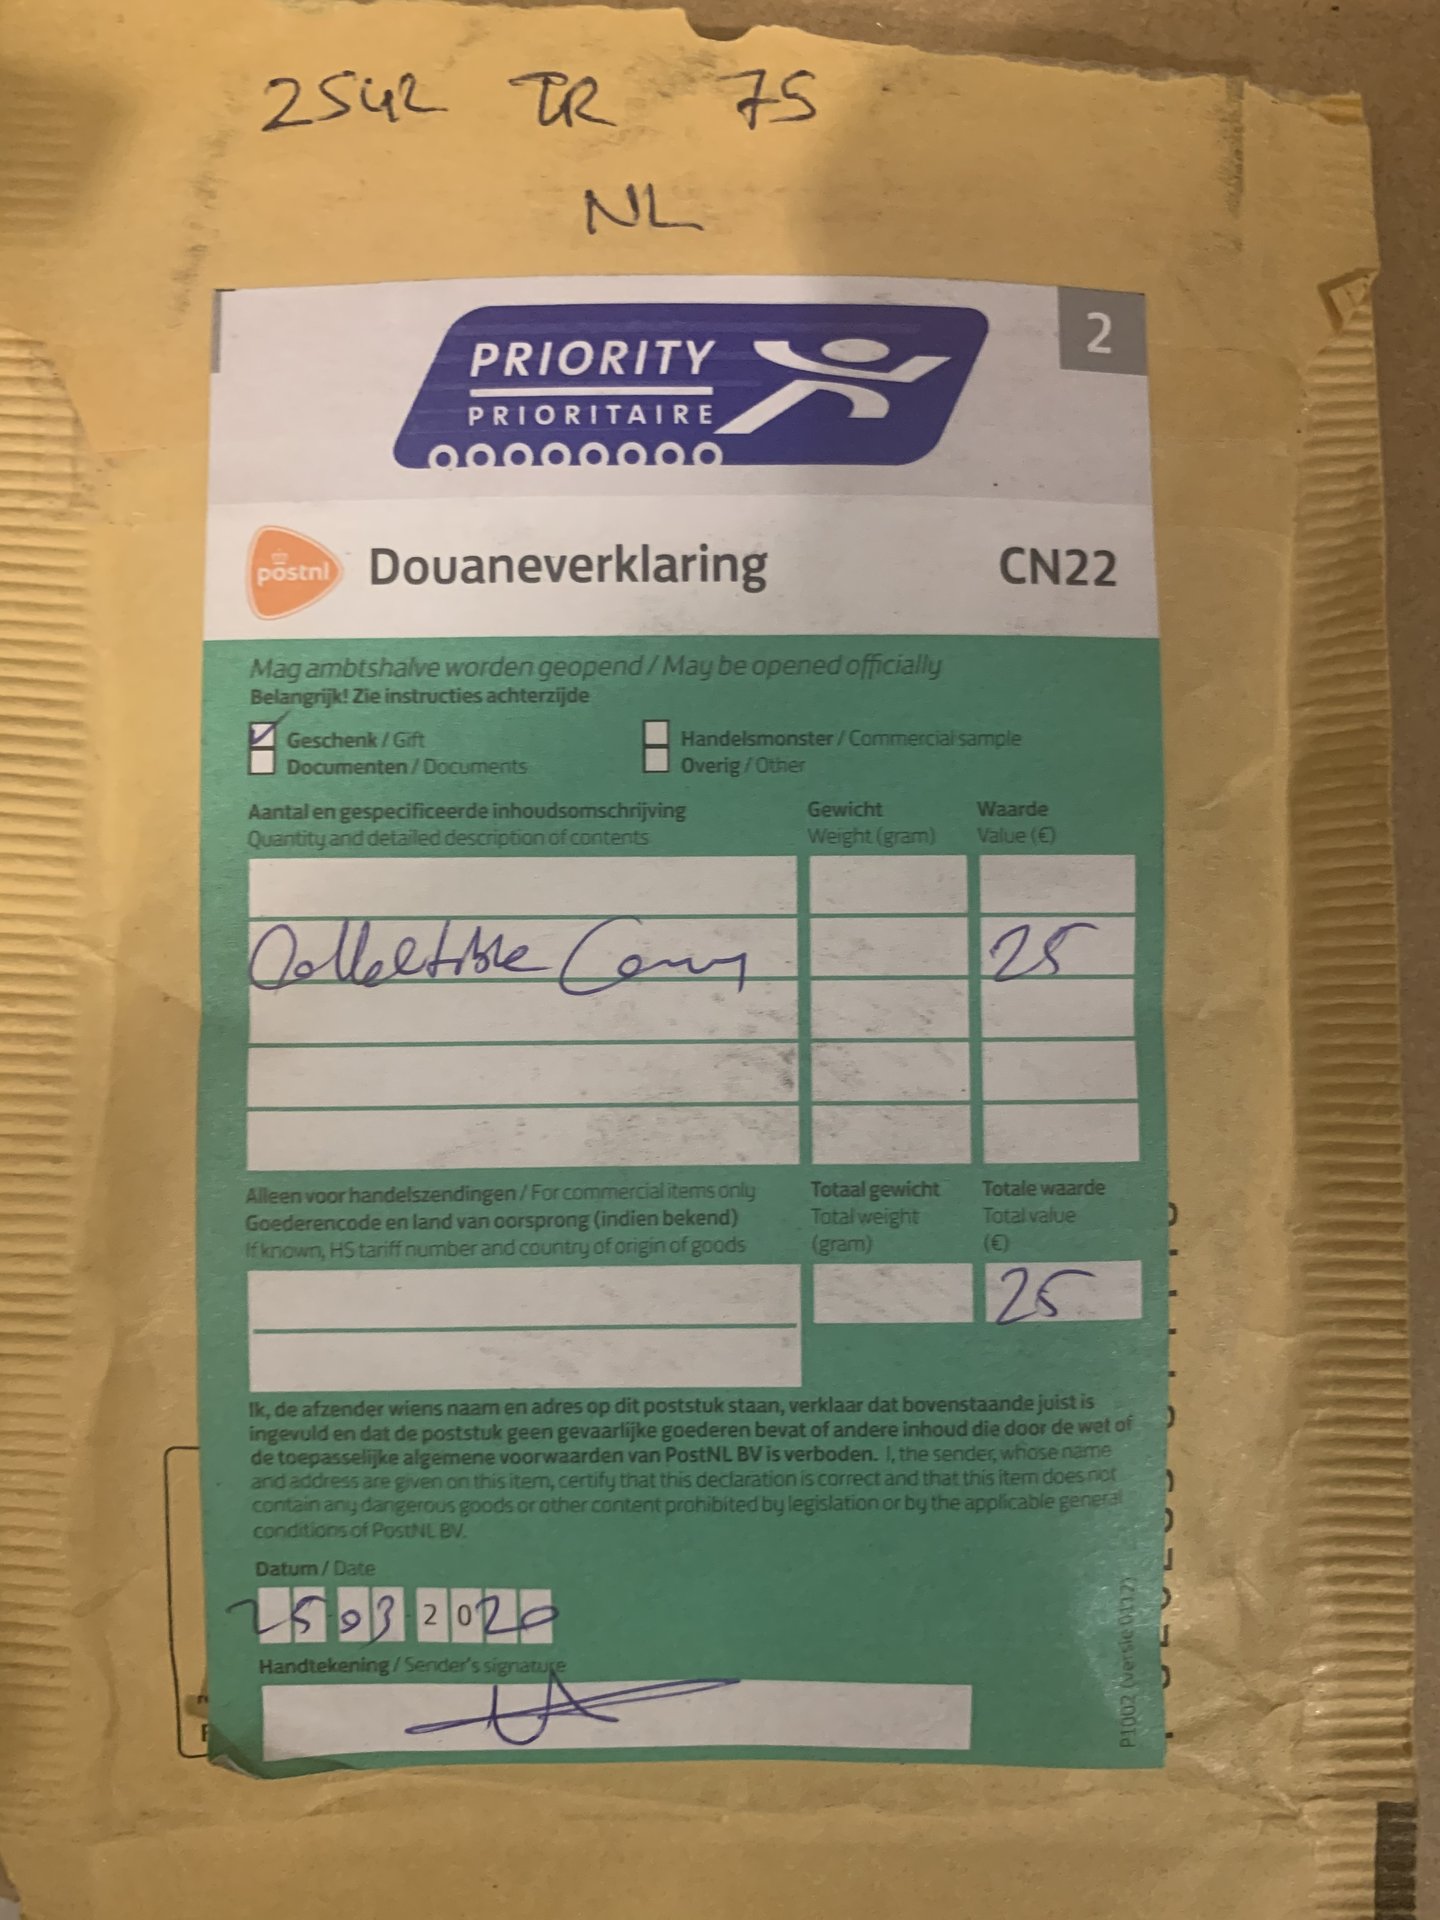 2542 TR 75
NL
2
PRIORITY
PRIORITAIRE
postnl
Douaneverklaring CN22
Mag ambtshalve worden geopend / May be opened officially
Belangrijk! Zie instructies achterzijde
Geschenk / Gift
Handelsmonster / Commercial sample
Documenten / Documents
Overig / Other
Aantal en gespecificeerde inhoudsomschrijving
Quantity and detailed description of contents
Gewicht
Weight (gram)
Waarde
Value (€)
Collectible 25
Alleen voor handelszendingen / For commercial items only
Goederencode en land van oorsprong (indien bekend)
If known, HS tariff number and country of origin of goods
Totaal gewicht
Total weight
(gram)
Totale waarde
Total value
(€)
25
Ik, de afzender wiens naam en adres op dit poststuk staan, verklaar dat bovenstaande juist is
ingevuld en dat de poststuk geen gevaarlijke goederen bevat of andere inhoud die door de wet of
de toepasselijke algemene voorwaarden van PostNL BV is verboden. I, the sender, whose name
and address are given on this item, certify that this declaration is correct and that this item does not
contain any dangerous goods or other content prohibited by legislation or by the applicable general
conditions of PostNL BV.
Datum / Date
25 03 2020
Handtekening / Sender's signature
P1002 (versie 0112)